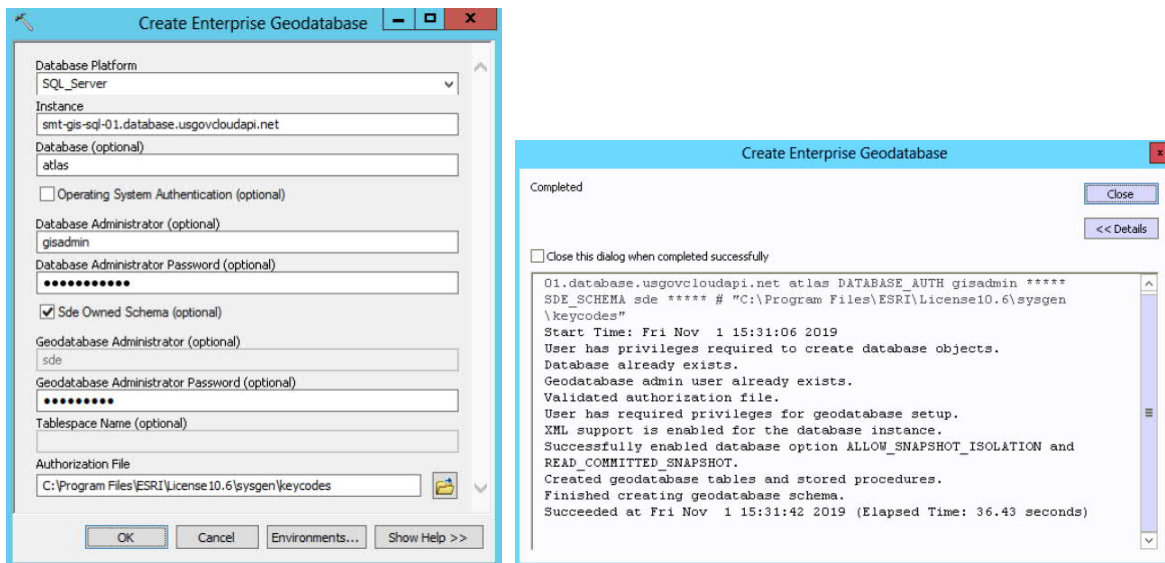 Create Enterprise Geodatabase
Database Platform
SQL_Server
Instance
smt-gis-sql-01.database.usgovcloudapi.net
Database (optional)
atlas
Operating System Authentication (optional)
Database Administrator (optional)
gisadmin
Database Administrator Password (optional)
●●●●●●●●●●●
Sde Owned Schema (optional)
Geodatabase Administrator (optional)
sde
Geodatabase Administrator Password (optional)
●●●●●●●●●
Tablespace Name (optional)
Authorization File
C:\Program Files\ESRI\License10.6\sysgen\keycodes
OK Cancel Environments... Show Help >>
Create Enterprise Geodatabase
Completed
Close
<< Details
Close this dialog when completed successfully
01.database.usgovcloudapi.net atlas DATABASE_AUTH gisadmin *****
SDE_SCHEMA sde ***** # "C:\Program Files\ESRI\License10.6\sysgen
\keycodes"
Start Time: Fri Nov 1 15:31:06 2019
User has privileges required to create database objects.
Database already exists.
Geodatabase admin user already exists.
Validated authorization file.
User has required privileges for geodatabase setup.
XML support is enabled for the database instance.
Successfully enabled database option ALLOW_SNAPSHOT_ISOLATION and
READ_COMMITTED_SNAPSHOT.
Created geodatabase tables and stored procedures.
Finished creating geodatabase schema.
Succeeded at Fri Nov 1 15:31:42 2019 (Elapsed Time: 36.43 seconds)